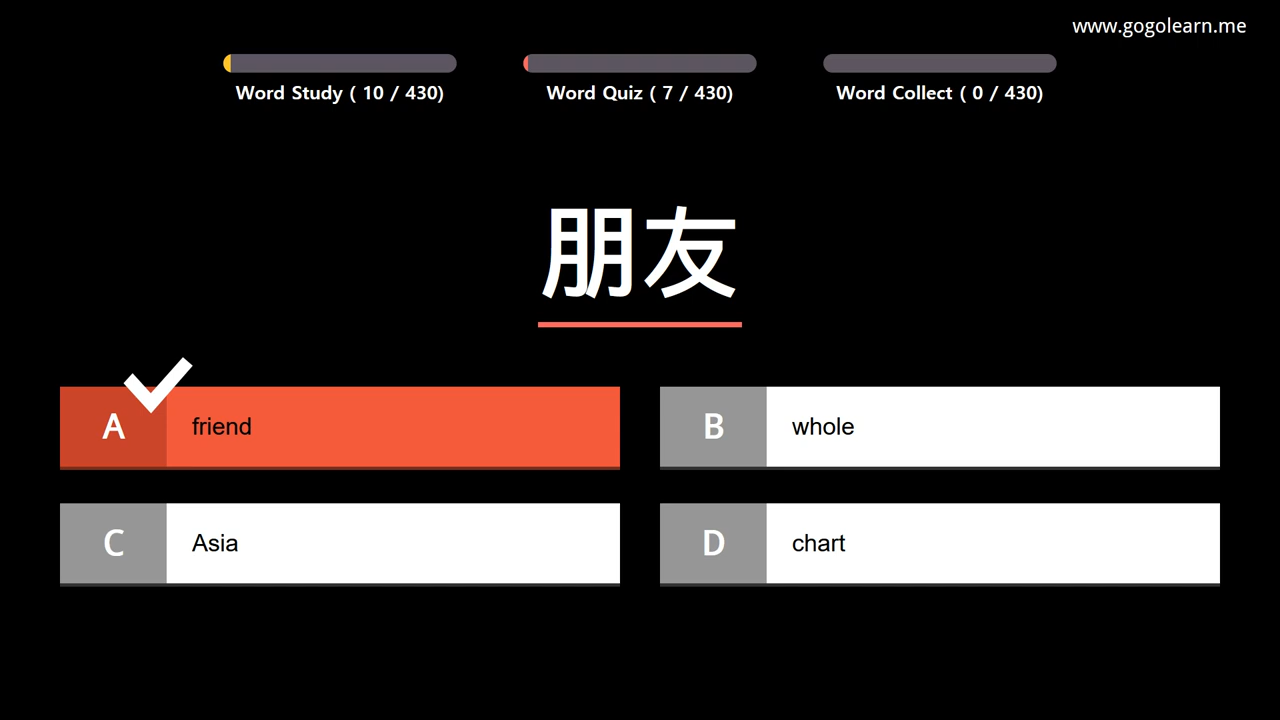 www.gogolearn.me
Word Study ( 10 / 430)
Word Quiz ( 7 / 430)
Word Collect ( 0 / 430)
朋友
A friend
B whole
C Asia
D chart